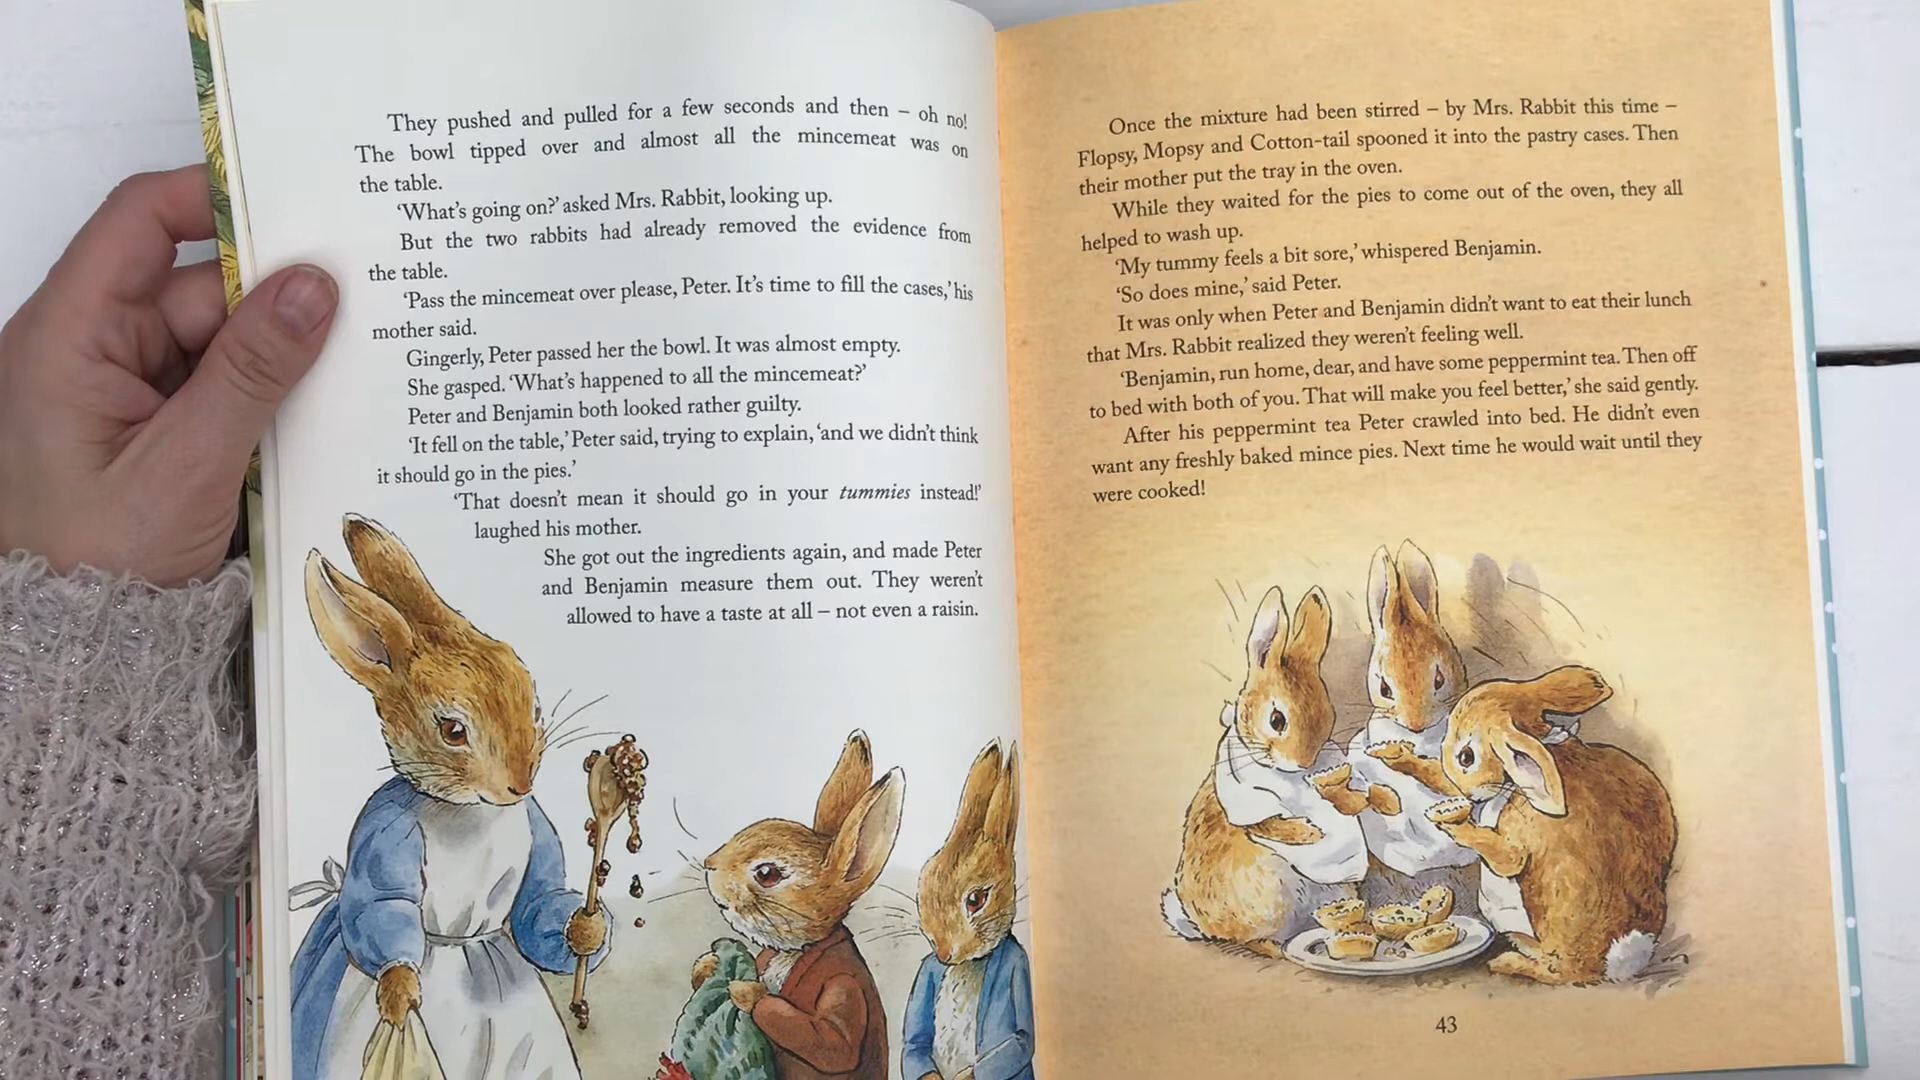 They pushed and pulled for a few seconds and then – oh no!
The bowl tipped over and almost all the mincemeat was on
the table.
‘What’s going on?’ asked Mrs. Rabbit, looking up.
But the two rabbits had already removed the evidence from
the table.
‘Pass the mincemeat over please, Peter. It’s time to fill the cases,’ his
mother said.
Gingerly, Peter passed her the bowl. It was almost empty.
She gasped. ‘What’s happened to all the mincemeat?’
Peter and Benjamin both looked rather guilty.
‘It fell on the table,’ Peter said, trying to explain, ‘and we didn’t think
it should go in the pies.’
‘That doesn’t mean it should go in your tummies instead!’
laughed his mother.
She got out the ingredients again, and made Peter
and Benjamin measure them out. They weren’t
allowed to have a taste at all – not even a raisin.
Once the mixture had been stirred – by Mrs. Rabbit this time –
Flopsy, Mopsy and Cotton-tail spooned it into the pastry cases. Then
their mother put the tray in the oven.
While they waited for the pies to come out of the oven, they all
helped to wash up.
‘My tummy feels a bit sore,’ whispered Benjamin.
‘So does mine,’ said Peter.
It was only when Peter and Benjamin didn’t want to eat their lunch
that Mrs. Rabbit realized they weren’t feeling well.
‘Benjamin, run home, dear, and have some peppermint tea. Then off
to bed with both of you. That will make you feel better,’ she said gently.
After his peppermint tea Peter crawled into bed. He didn’t even
want any freshly baked mince pies. Next time he would wait until they
were cooked!
43